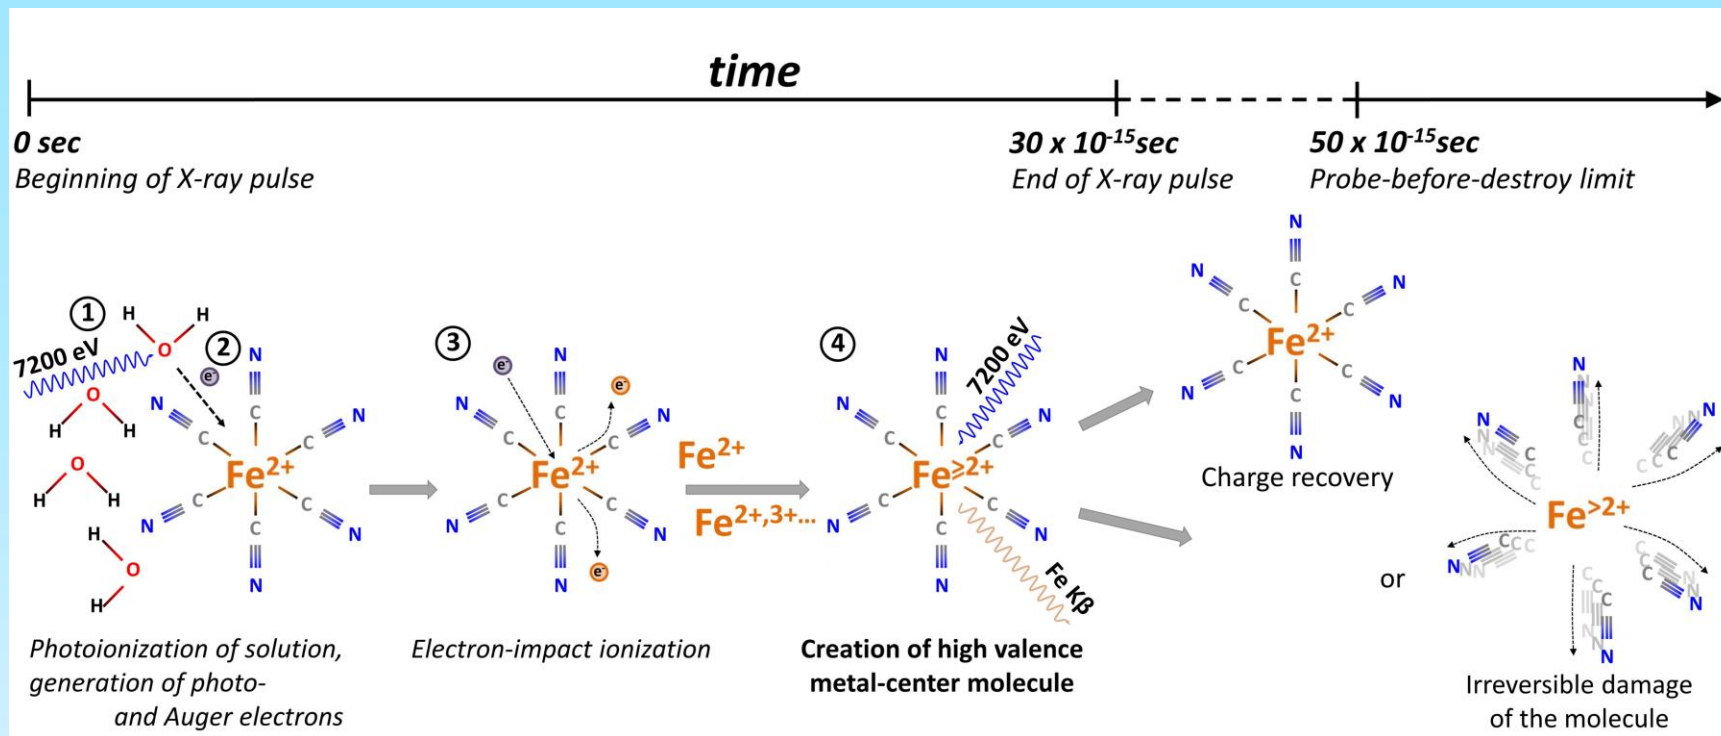 time
0 sec
Beginning of X-ray pulse
30 x 10⁻¹⁵sec
End of X-ray pulse
50 x 10⁻¹⁵sec
Probe-before-destroy limit
1
7200 eV
H H
O
O
H H
O
H H
H
O
H
2
e⁻
N
N C N
C C
Fe²⁺
C C
N C N
N
Photoionization of solution,
generation of photo-
and Auger electrons
3
e⁻
e⁻
N
N C N
C C
Fe²⁺
C C
N C N
e⁻
N
Electron-impact ionization
Fe²⁺
Fe²⁺,³⁺...
4
7200 eV
N
N C N
C C
Fe≥²⁺
C C
N C N
N
Fe Kβ
Creation of high valence
metal-center molecule
N
N C N
C C
Fe²⁺
C C
N C N
N
Charge recovery
or
N N
C C
N N C C N N N
C C C C C
Fe>²⁺
C C C C C C
N N N N N N
C C C
N N
N
Irreversible damage
of the molecule